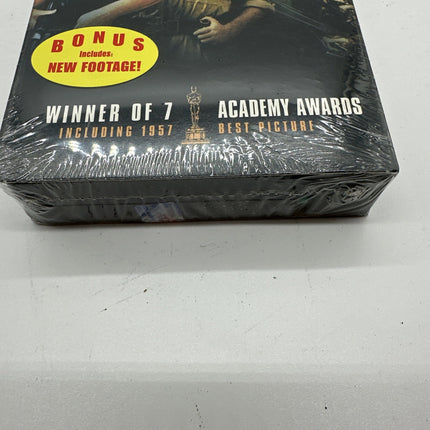 BONUS
Includes:
NEW FOOTAGE!
WINNER OF 7 ACADEMY AWARDS
INCLUDING 1957 BEST PICTURE